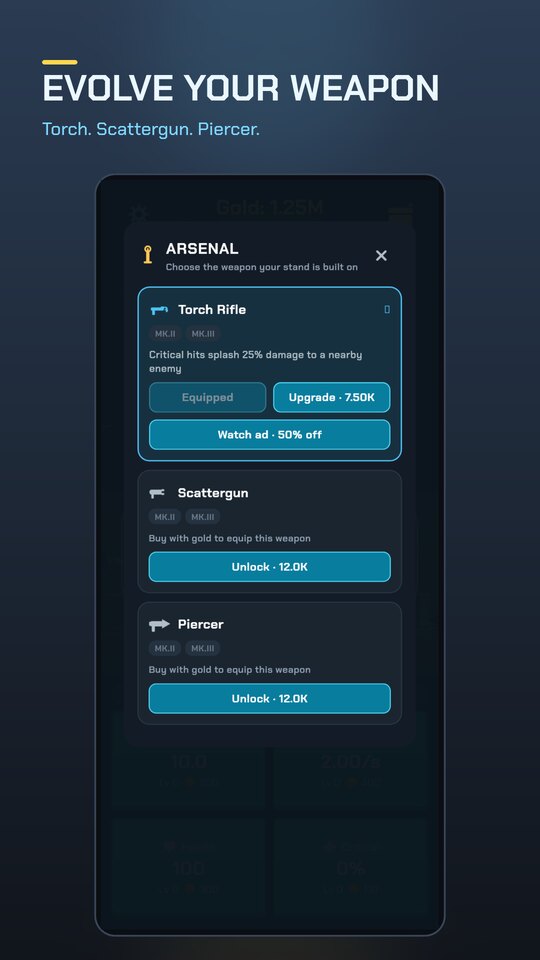 EVOLVE YOUR WEAPON
Torch. Scattergun. Piercer.
Gold: 1.25M
ARSENAL
Choose the weapon your stand is built on
Torch Rifle
MK.II MK.III
Critical hits splash 25% damage to a nearby
enemy
Equipped
Upgrade · 7.50K
Watch ad · 50% off
Scattergun
MK.II MK.III
Buy with gold to equip this weapon
Unlock · 12.0K
Piercer
MK.II MK.III
Buy with gold to equip this weapon
Unlock · 12.0K
10.0
2.00/s
100
0%